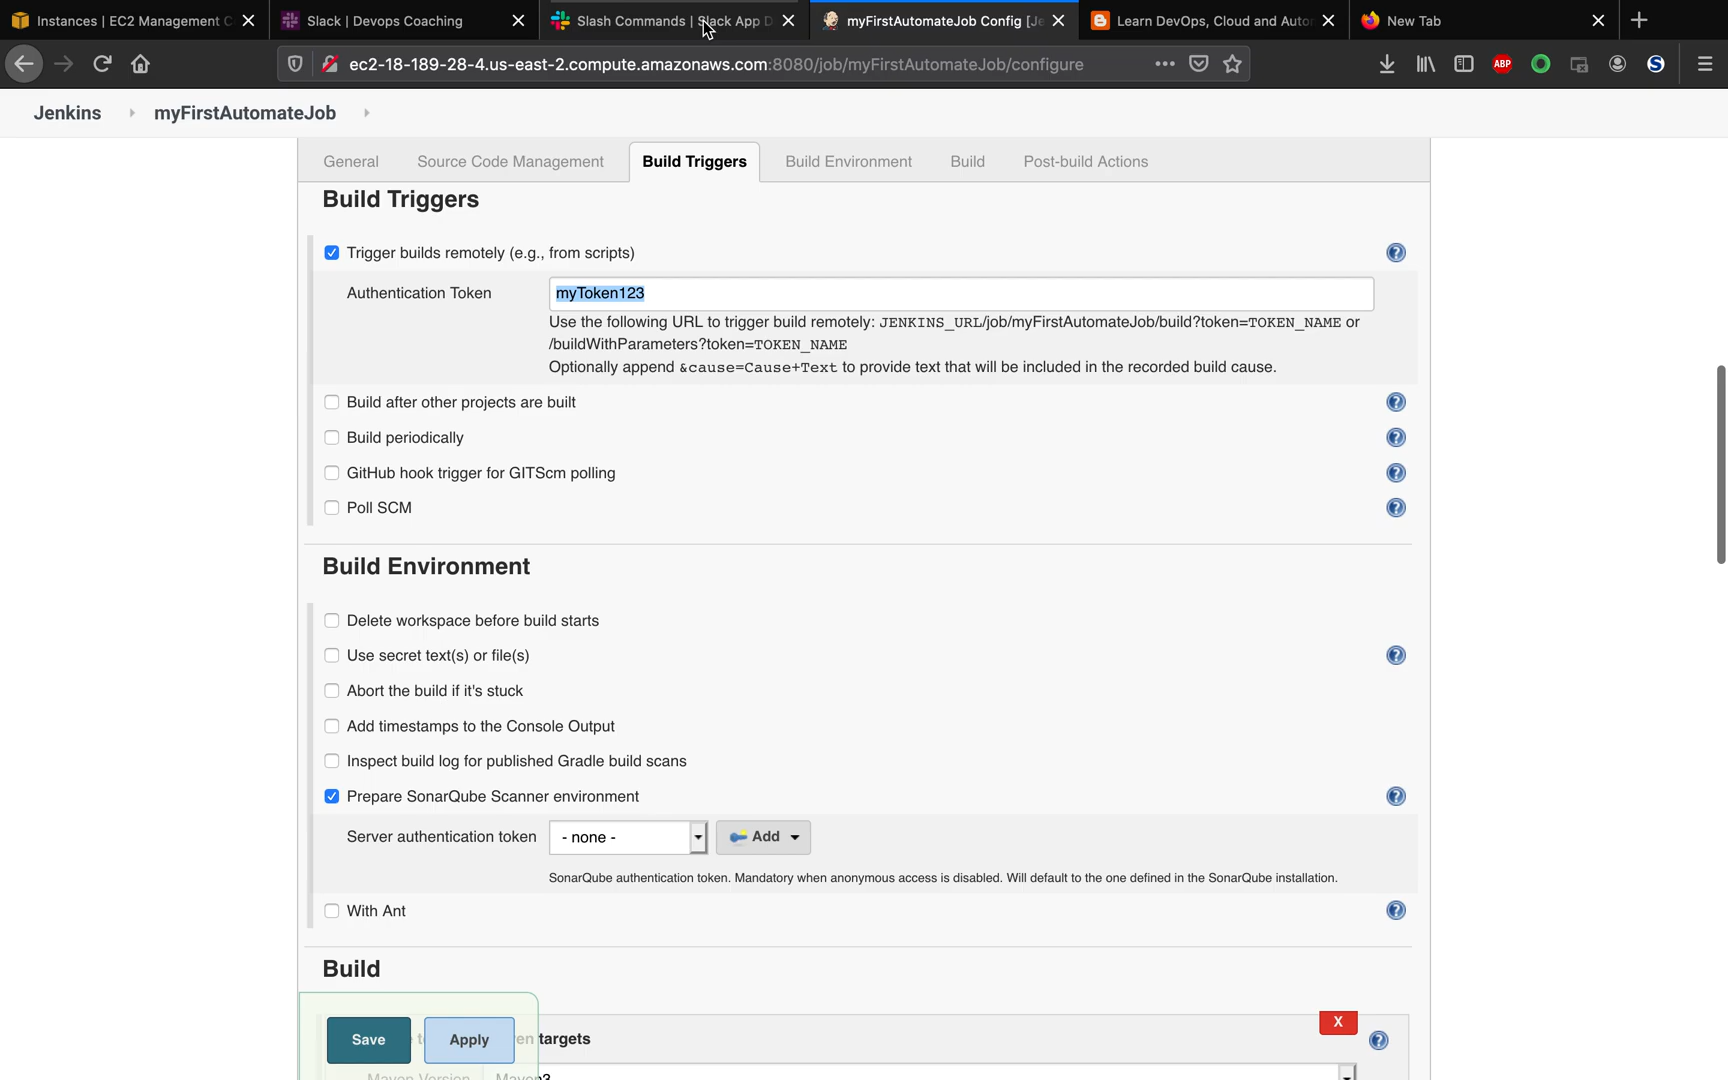 Instances | EC2 Management C
Slack | Devops Coaching
Slash Commands | Slack App D
myFirstAutomateJob Config [Je
Learn DevOps, Cloud and Auto
New Tab
ec2-18-189-28-4.us-east-2.compute.amazonaws.com:8080/job/myFirstAutomateJob/configure
ABP
Jenkins
myFirstAutomateJob
General
Source Code Management
Build Triggers
Build Environment
Build
Post-build Actions
Build Triggers
Trigger builds remotely (e.g., from scripts)
Authentication Token
myToken123
Use the following URL to trigger build remotely: JENKINS_URL/job/myFirstAutomateJob/build?token=TOKEN_NAME or
/buildWithParameters?token=TOKEN_NAME
Optionally append &cause=Cause+Text to provide text that will be included in the recorded build cause.
Build after other projects are built
Build periodically
GitHub hook trigger for GITScm polling
Poll SCM
Build Environment
Delete workspace before build starts
Use secret text(s) or file(s)
Abort the build if it's stuck
Add timestamps to the Console Output
Inspect build log for published Gradle build scans
Prepare SonarQube Scanner environment
Server authentication token
- none -
Add
SonarQube authentication token. Mandatory when anonymous access is disabled. Will default to the one defined in the SonarQube installation.
With Ant
Build
X
Save
Apply
targets
Maven Version
Maven3